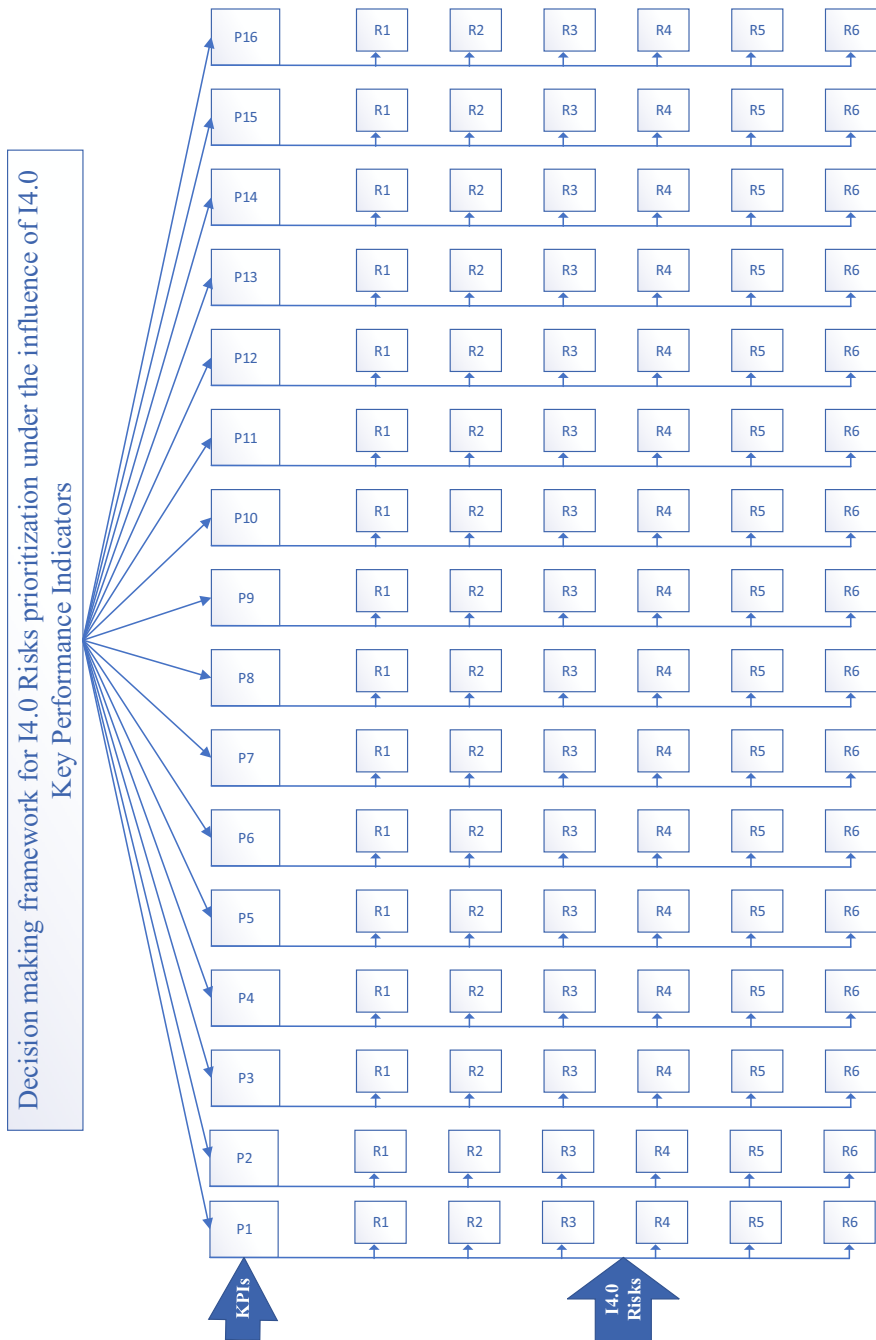 Decision making framework for I4.0 Risks prioritization under the influence of I4.0
Key Performance Indicators
P16 R1 R2 R3 R4 R5 R6
P15 R1 R2 R3 R4 R5 R6
P14 R1 R2 R3 R4 R5 R6
P13 R1 R2 R3 R4 R5 R6
P12 R1 R2 R3 R4 R5 R6
P11 R1 R2 R3 R4 R5 R6
P10 R1 R2 R3 R4 R5 R6
P9 R1 R2 R3 R4 R5 R6
P8 R1 R2 R3 R4 R5 R6
P7 R1 R2 R3 R4 R5 R6
P6 R1 R2 R3 R4 R5 R6
P5 R1 R2 R3 R4 R5 R6
P4 R1 R2 R3 R4 R5 R6
P3 R1 R2 R3 R4 R5 R6
P2 R1 R2 R3 R4 R5 R6
P1 R1 R2 R3 R4 R5 R6
KPIs
I4.0
Risks